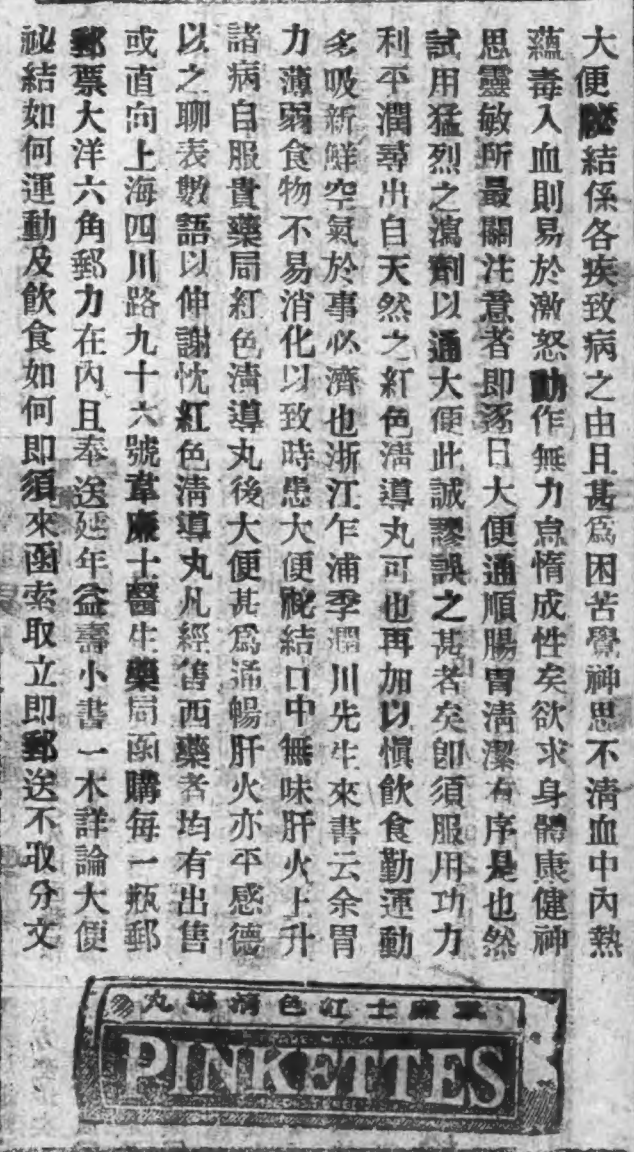 大便秘結係各疾致病之由且甚爲困苦覺神思不清血中內熱
蘊毒入血則易於激怒動作無力怠惰成性矣欲求身體康健神
思靈敏所最關注意者即逐日大便通順腸胃清潔有序是也然
試用猛烈之瀉劑以通大便此誠謬誤之甚者矣即須服用功力
利平潤尋出自天然之紅色清導丸可也再加以愼飲食勤運動
多吸新鮮空氣於事必濟也浙江乍浦季潤川先生來書云余胃
力薄弱食物不易消化以致時患大便秘結口中無味肝火上升
諸病自服貴藥局紅色清導丸後大便甚爲通暢肝火亦平感德
以之聊表數語以伸謝忱紅色清導丸凡經售西藥者均有出售
或直向上海四川路九十六號韋廉士醫生藥局函購每一瓶郵
郵票大洋六角郵力在內且奉送延年益壽小書一本詳論大便
祕結如何運動及飲食如何即須來函索取立即郵送不取分文
丸導清色紅士廉韋
PINKETTES